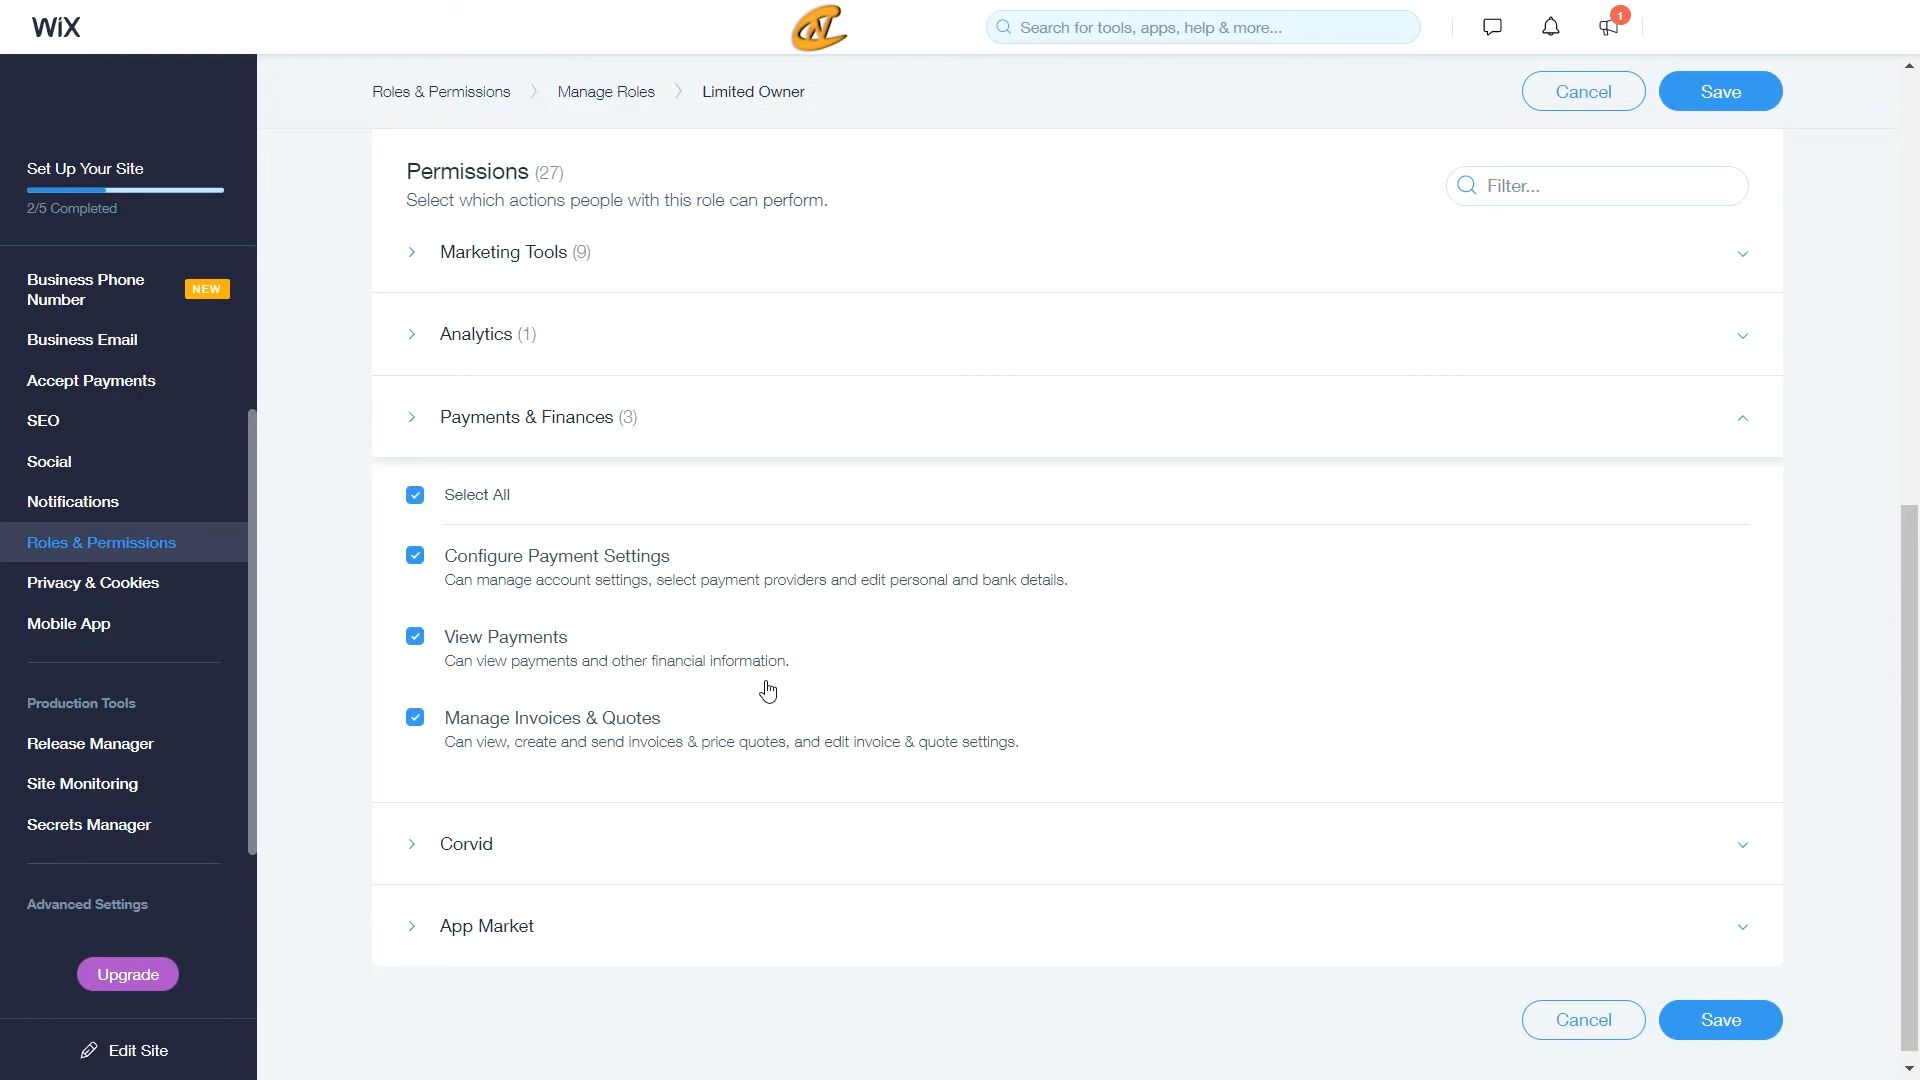 WiX
Search for tools, apps, help & more...
1
Roles & Permissions
Manage Roles
Limited Owner
Cancel
Save
Set Up Your Site
2/5 Completed
Business Phone
Number
NEW
Business Email
Accept Payments
SEO
Social
Notifications
Roles & Permissions
Privacy & Cookies
Mobile App
Production Tools
Release Manager
Site Monitoring
Secrets Manager
Advanced Settings
Upgrade
Edit Site
Permissions (27)
Select which actions people with this role can perform.
Filter...
Marketing Tools (9)
Analytics (1)
Payments & Finances (3)
Select All
Configure Payment Settings
Can manage account settings, select payment providers and edit personal and bank details.
View Payments
Can view payments and other financial information.
Manage Invoices & Quotes
Can view, create and send invoices & price quotes, and edit invoice & quote settings.
Corvid
App Market
Cancel
Save